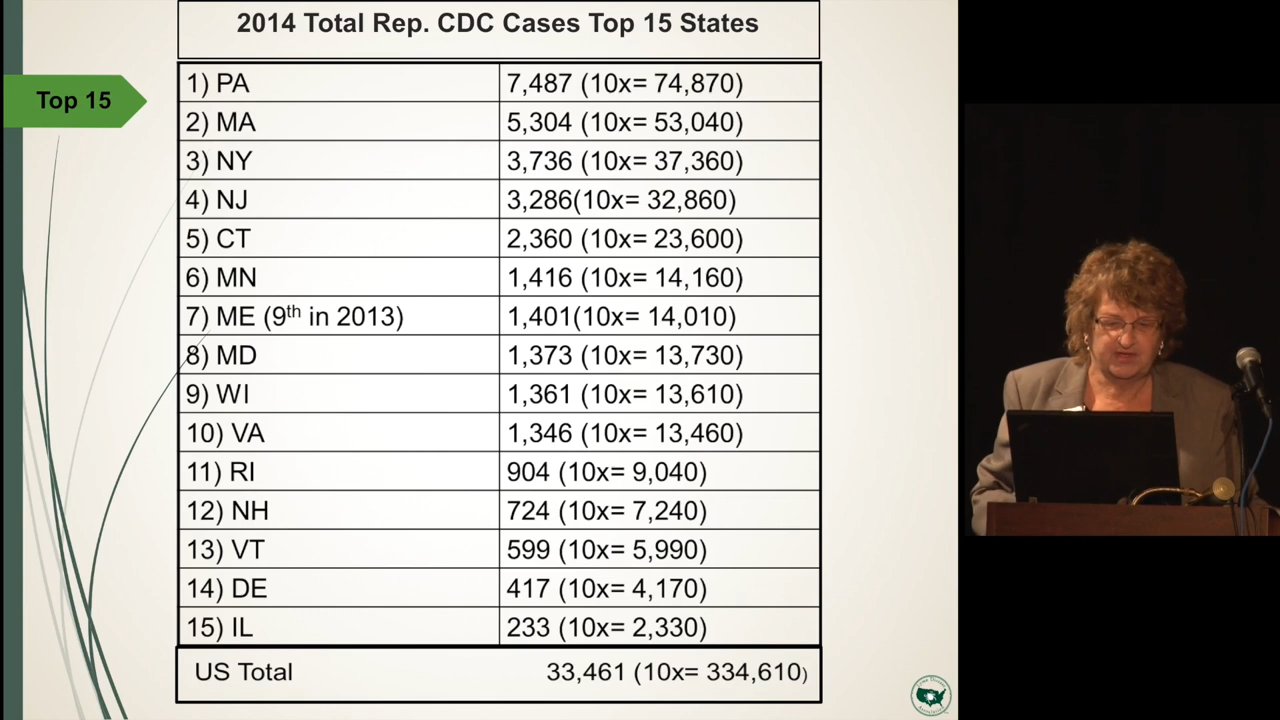 2014 Total Rep. CDC Cases Top 15 States
Top 15
1) PA 7,487 (10x= 74,870)
2) MA 5,304 (10x= 53,040)
3) NY 3,736 (10x= 37,360)
4) NJ 3,286(10x= 32,860)
5) CT 2,360 (10x= 23,600)
6) MN 1,416 (10x= 14,160)
7) ME (9th in 2013) 1,401(10x= 14,010)
8) MD 1,373 (10x= 13,730)
9) WI 1,361 (10x= 13,610)
10) VA 1,346 (10x= 13,460)
11) RI 904 (10x= 9,040)
12) NH 724 (10x= 7,240)
13) VT 599 (10x= 5,990)
14) DE 417 (10x= 4,170)
15) IL 233 (10x= 2,330)
US Total 33,461 (10x= 334,610)